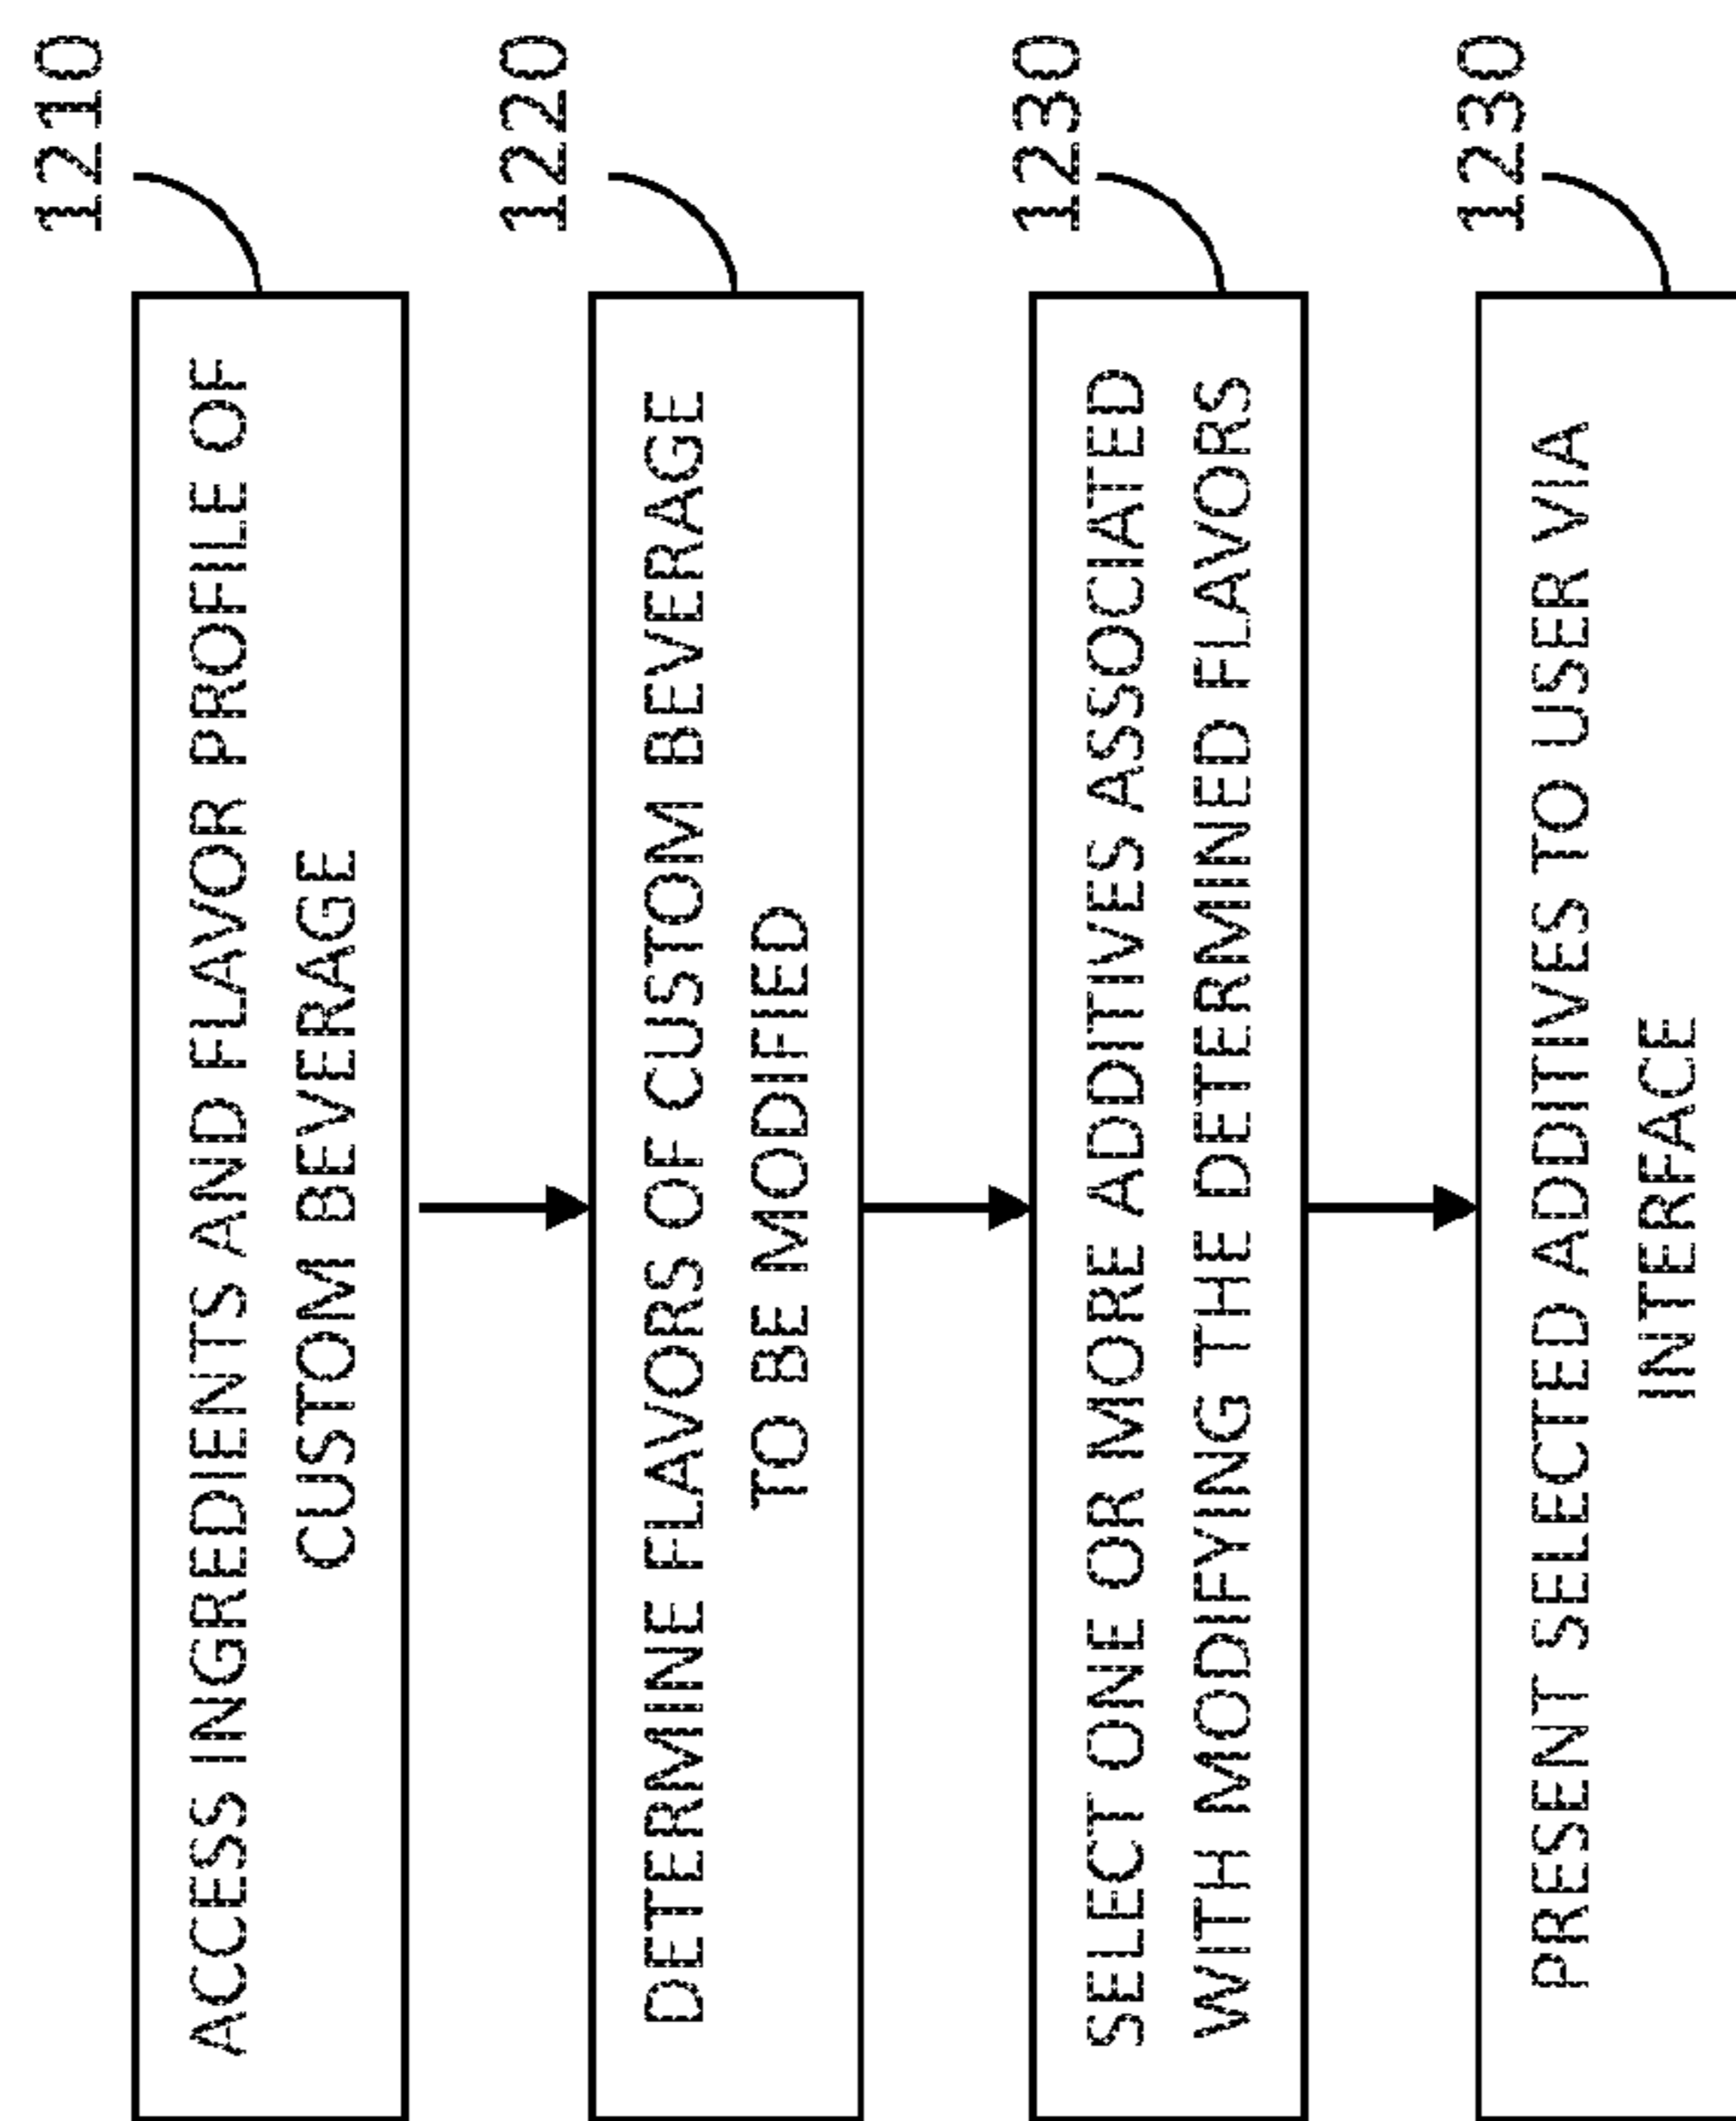 1210
ACCESS INGREDIENTS AND FLAVOR PROFILE OF
CUSTOM BEVERAGE
1220
DETERMINE FLAVORS OF CUSTOM BEVERAGE
TO BE MODIFIED
1230
SELECT ONE OR MORE ADDITIVES ASSOCIATED
WITH MODIFYING THE DETERMINED FLAVORS
1230
PRESENT SELECTED ADDITIVES TO USER VIA
INTERFACE